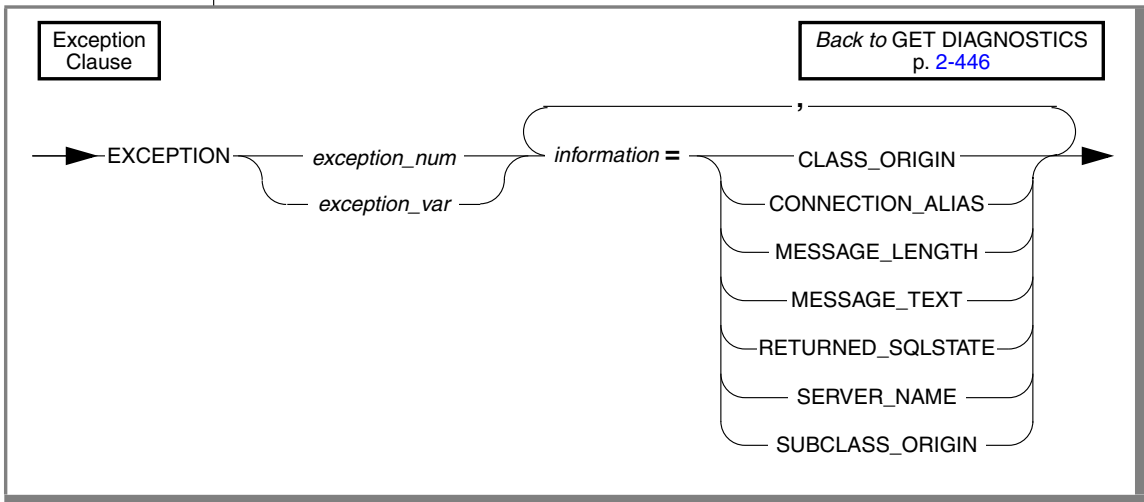 Exception
Clause
Back to GET DIAGNOSTICS
p. 2-446
,
EXCEPTION
exception_num
exception_var
information =
CLASS_ORIGIN
CONNECTION_ALIAS
MESSAGE_LENGTH
MESSAGE_TEXT
RETURNED_SQLSTATE
SERVER_NAME
SUBCLASS_ORIGIN